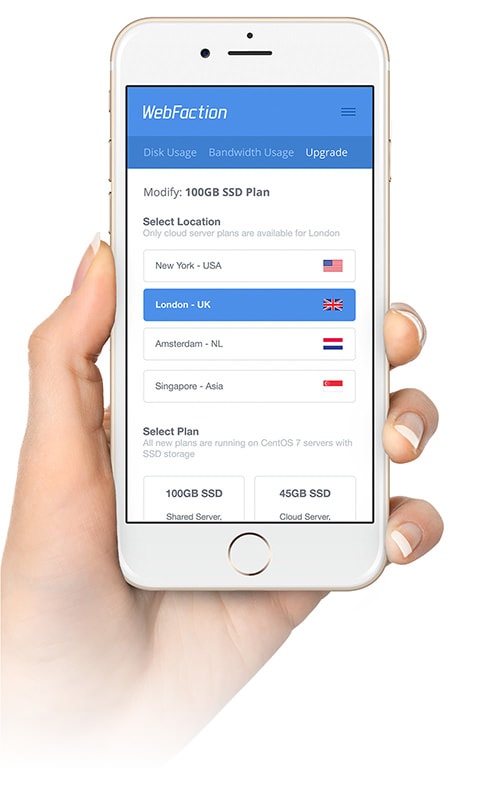 WebFaction
Disk Usage Bandwidth Usage Upgrade
Modify: 100GB SSD Plan
Select Location
Only cloud server plans are available for London
New York - USA
London - UK
Amsterdam - NL
Singapore - Asia
Select Plan
All new plans are running on CentOS 7 servers with
SSD storage
100GB SSD 45GB SSD
Shared Server. Cloud Server.